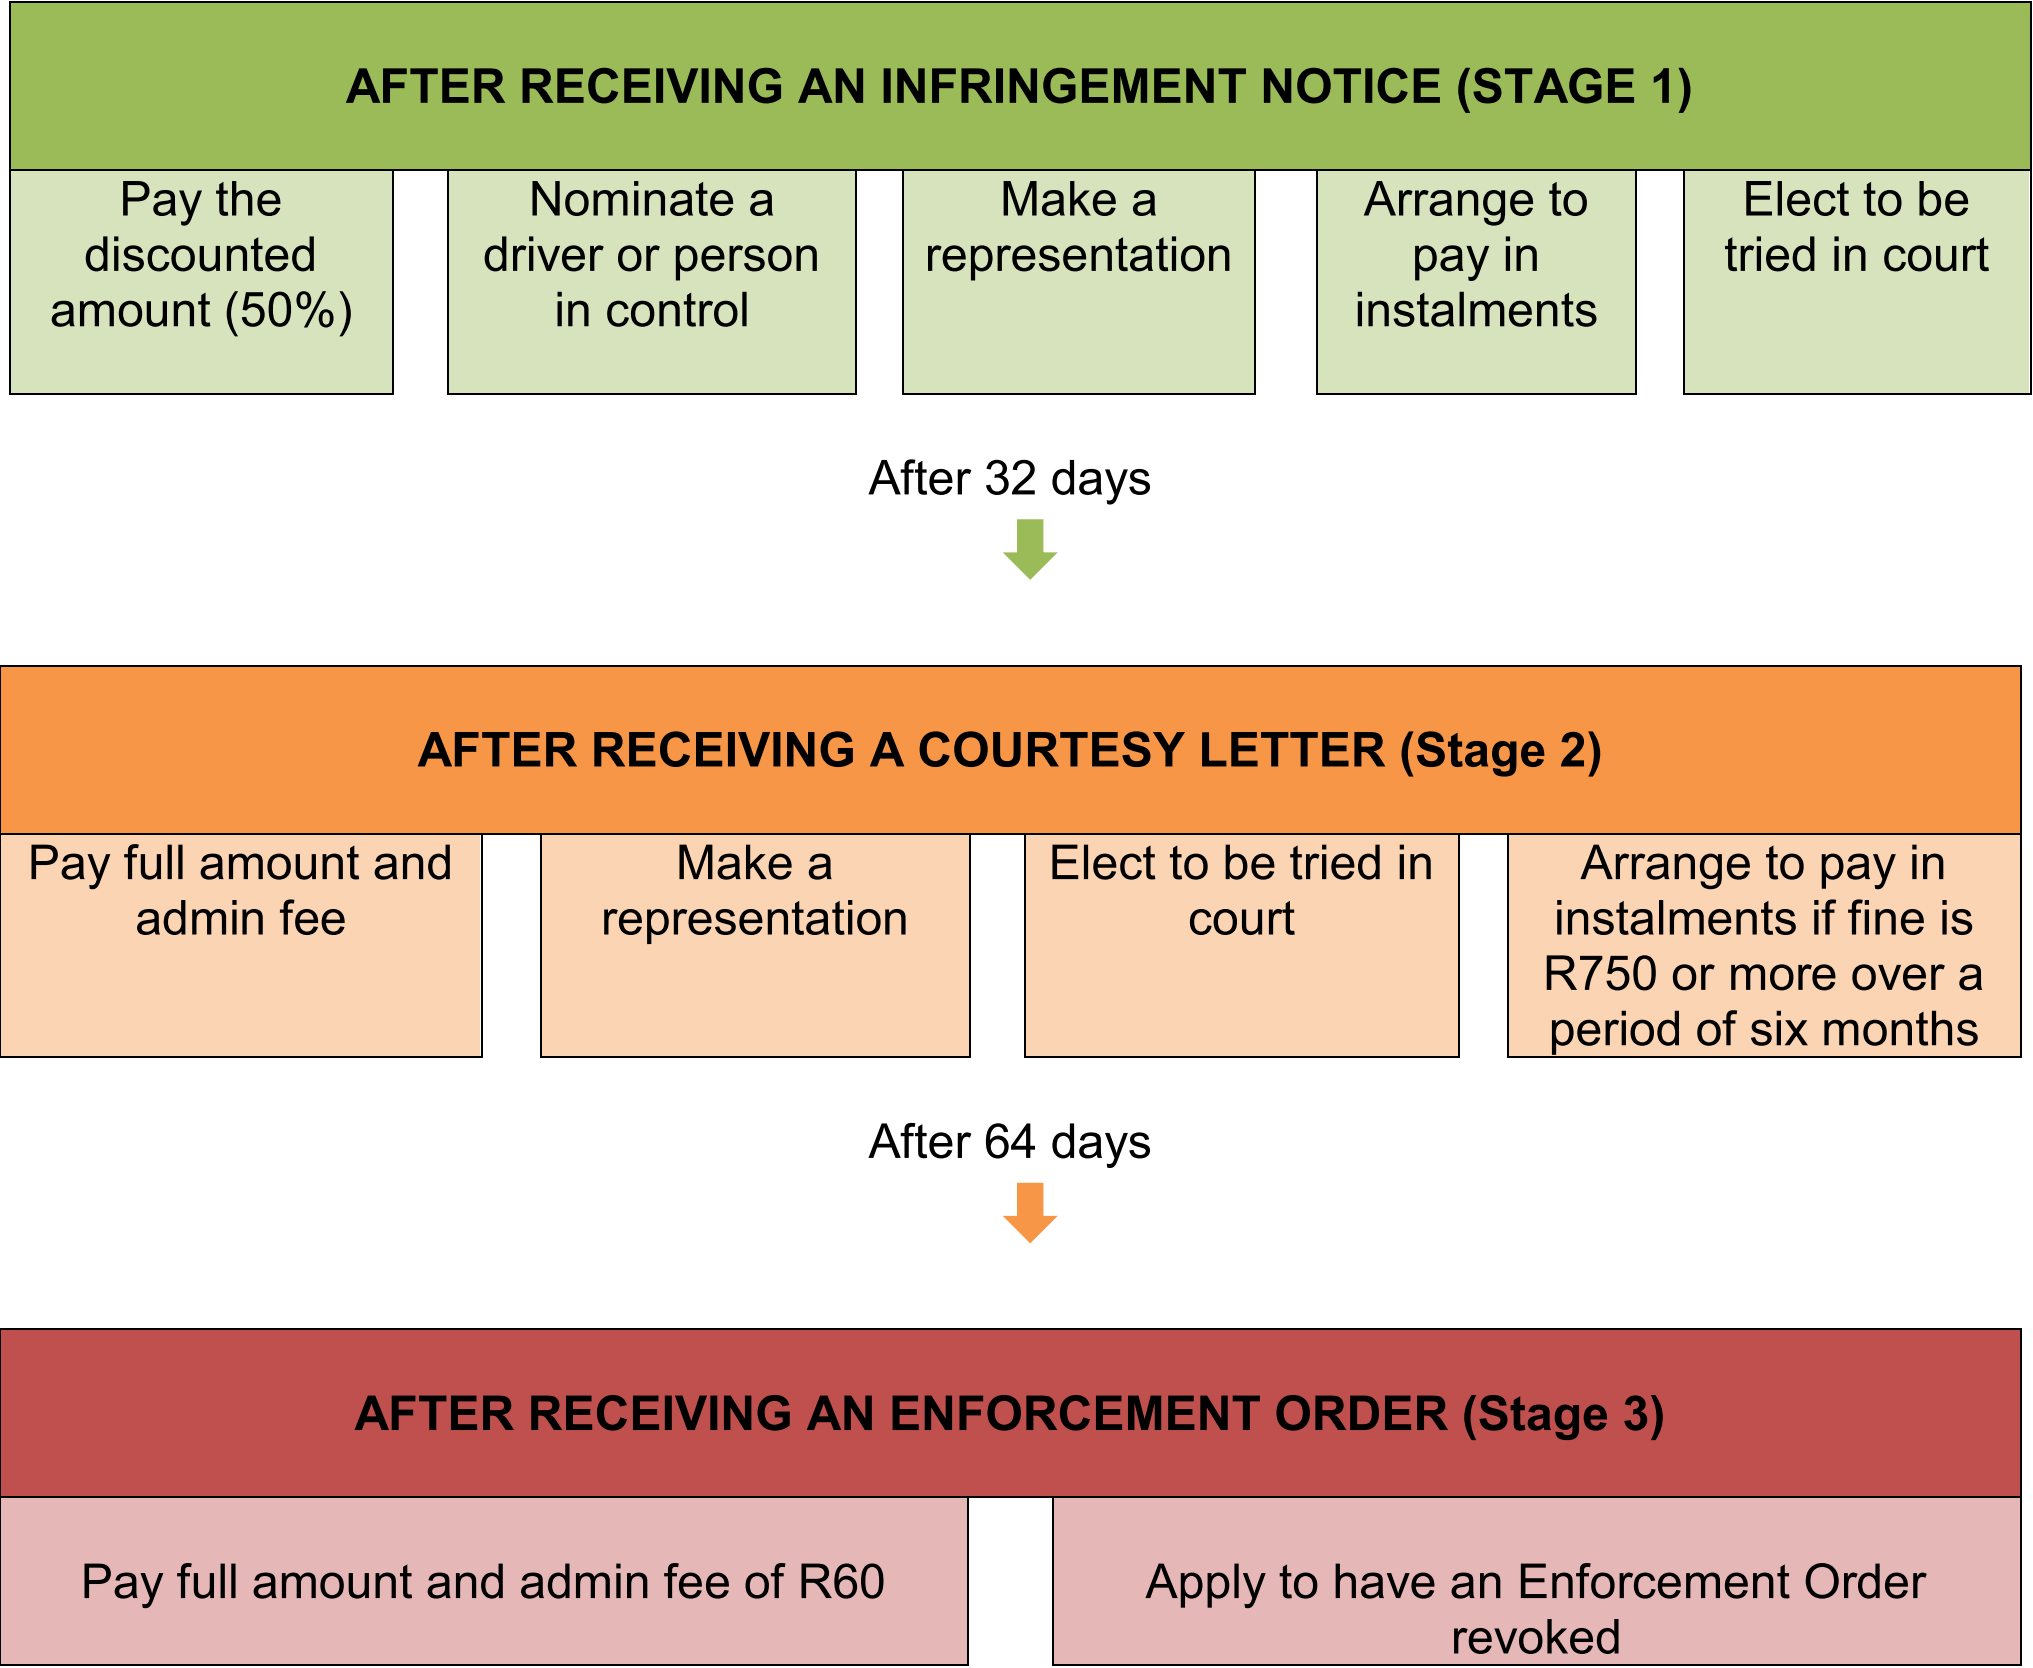 AFTER RECEIVING AN INFRINGEMENT NOTICE (STAGE 1)
Pay the
discounted
amount (50%)
Nominate a
driver or person
in control
Make a
representation
Arrange to
pay in
instalments
Elect to be
tried in court
After 32 days
AFTER RECEIVING A COURTESY LETTER (Stage 2)
Pay full amount and
admin fee
Make a
representation
Elect to be tried in
court
Arrange to pay in
instalments if fine is
R750 or more over a
period of six months
After 64 days
AFTER RECEIVING AN ENFORCEMENT ORDER (Stage 3)
Pay full amount and admin fee of R60
Apply to have an Enforcement Order
revoked